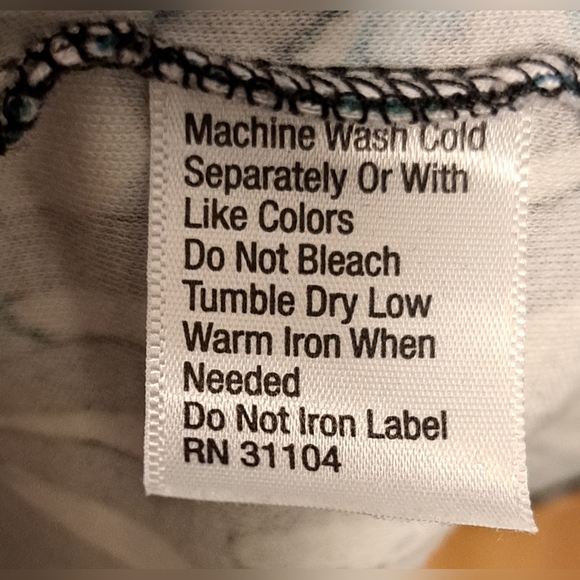 Machine Wash Cold
Separately Or With
Like Colors
Do Not Bleach
Tumble Dry Low
Warm Iron When
Needed
Do Not Iron Label
RN 31104